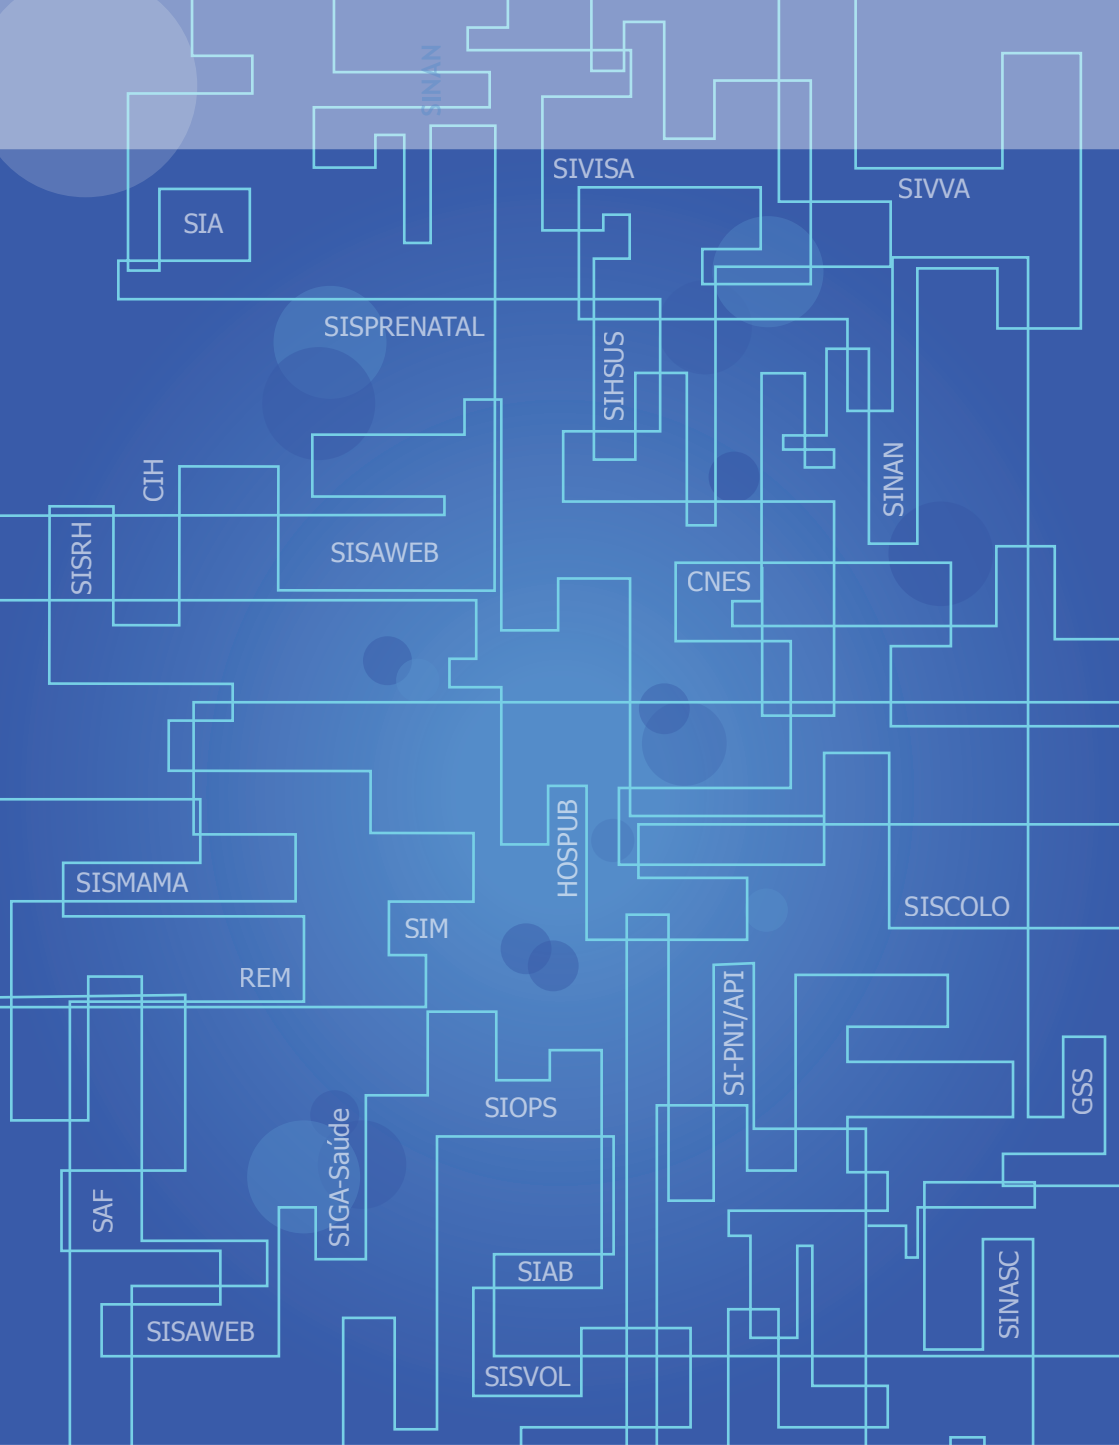 SINAN
SIVISA
SIVVA
SIA
SISPRENATAL
SIHSUS
SINAN
CIH
SISRH
SISAWEB
CNES
HOSPUB
SISMAMA
SISCOLO
SIM
REM
SI-PNI/API
GSS
SIOPS
SIGA-Saúde
SAF
SIAB
SINASC
SISAWEB
SISVOL